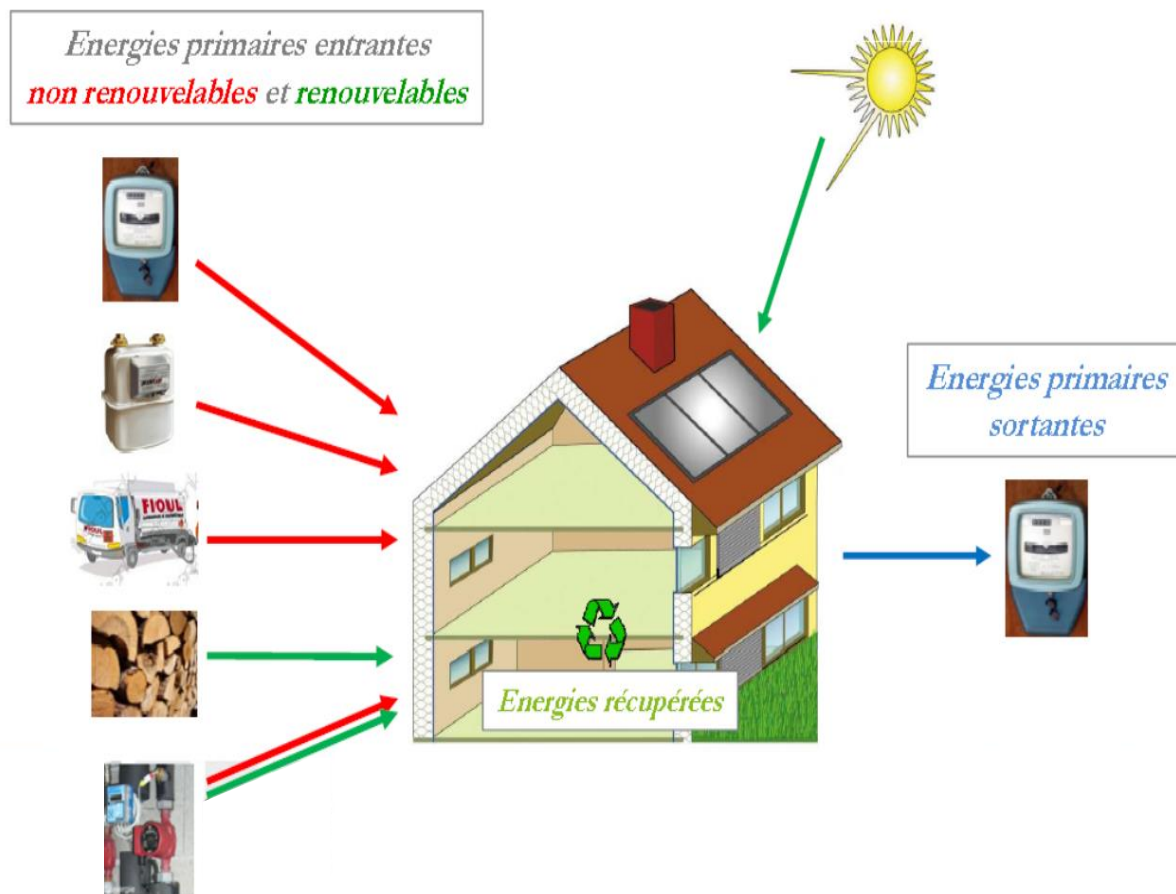 Energies primaires entrantes
non renouvelables et renouvelables
FIOUL
Energies primaires
sortantes
Energies récupérées